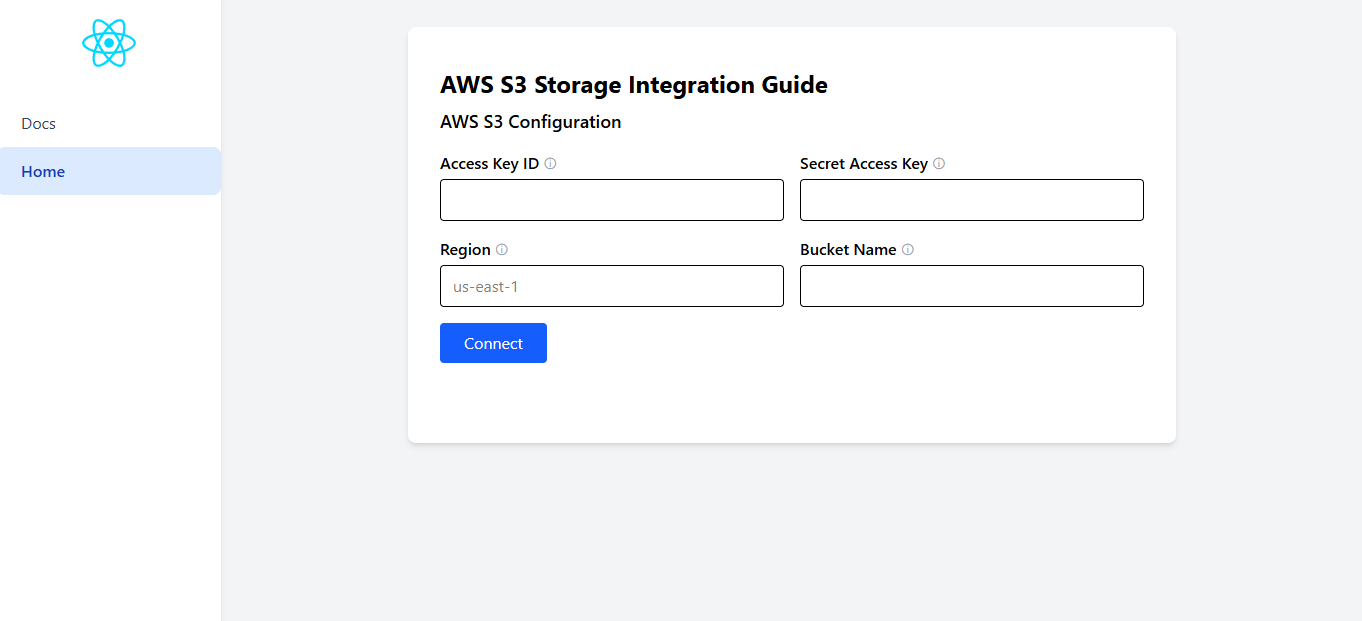 Docs
Home
AWS S3 Storage Integration Guide
AWS S3 Configuration
Access Key ID ⓘ
Secret Access Key ⓘ
Region ⓘ
us-east-1
Bucket Name ⓘ
Connect